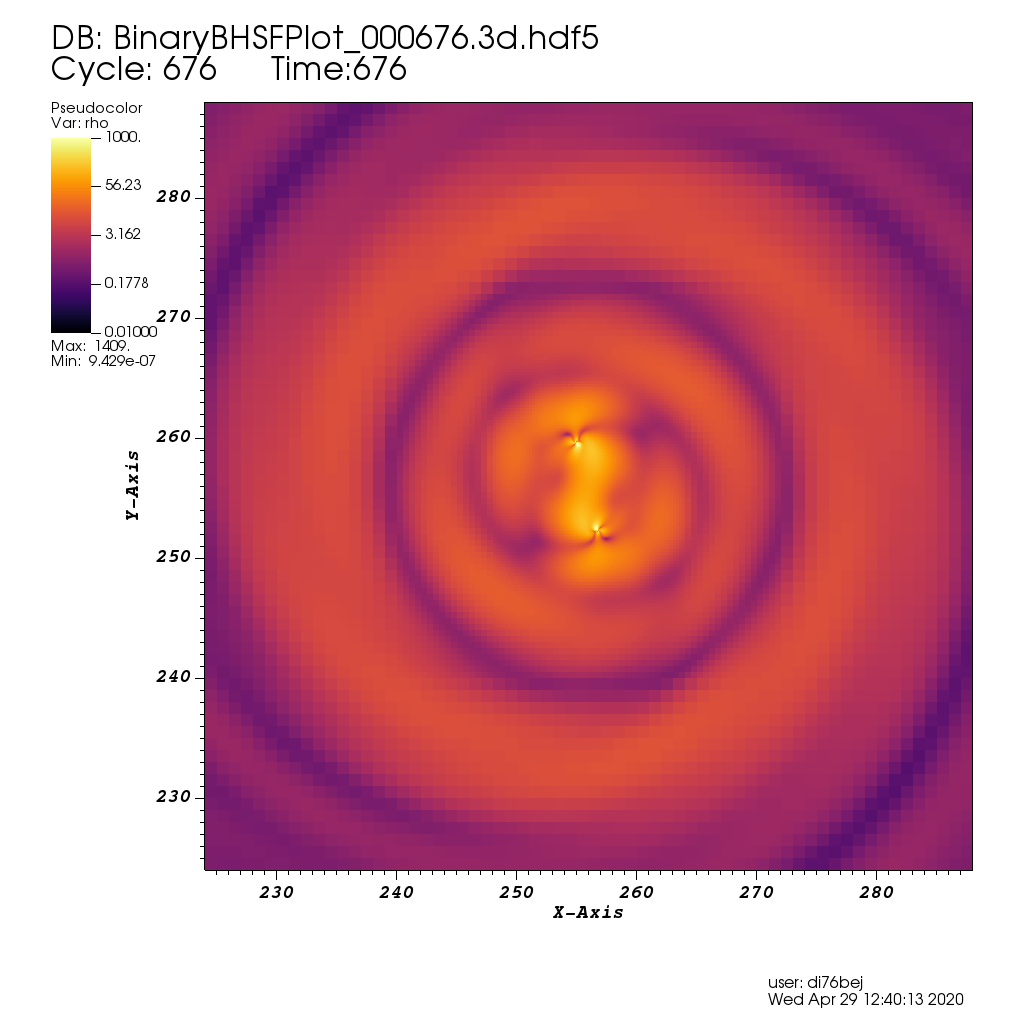 DB: BinaryBHSFPlot_000676.3d.hdf5
Cycle: 676 Time:676
Pseudocolor
Var: rho
1000.
56.23
3.162
0.1778
0.01000
Max: 1409.
Min: 9.429e-07
280
270
260
250
240
230
Y-Axis
230 240 250 260 270 280
X-Axis
user: di76bej
Wed Apr 29 12:40:13 2020